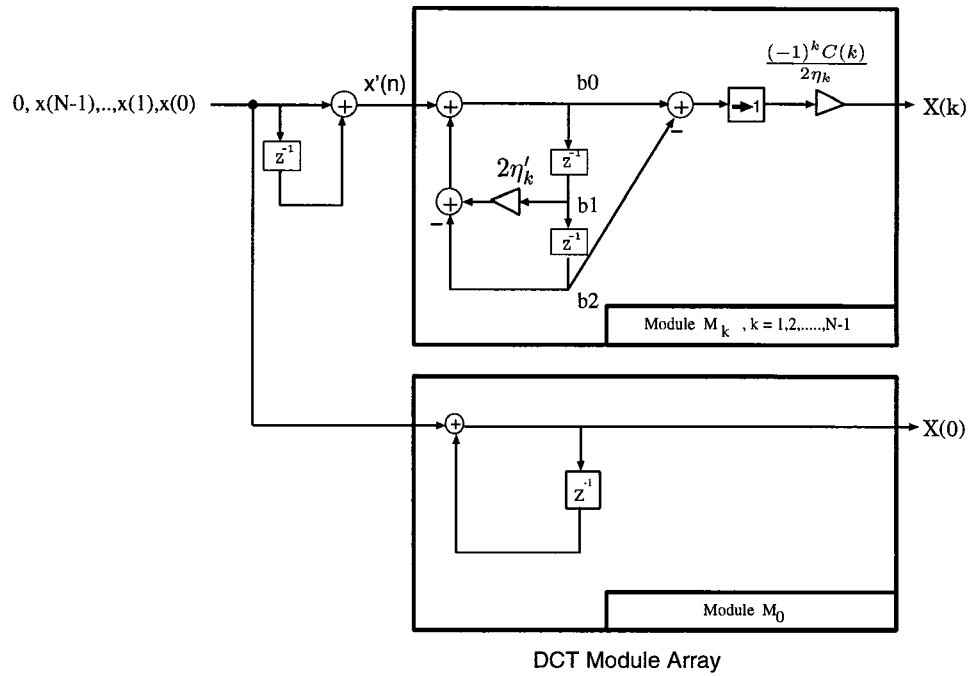 0, x(N-1),..,x(1),x(0)
x'(n)
b0
(-1)^k C(k)
2η_k
X(k)
+
+
+
-
→1
z^-1
z^-1
2η'_k
+
-
b1
z^-1
b2
Module M_k , k = 1,2,.....,N-1
+
X(0)
z^-1
Module M_0
DCT Module Array